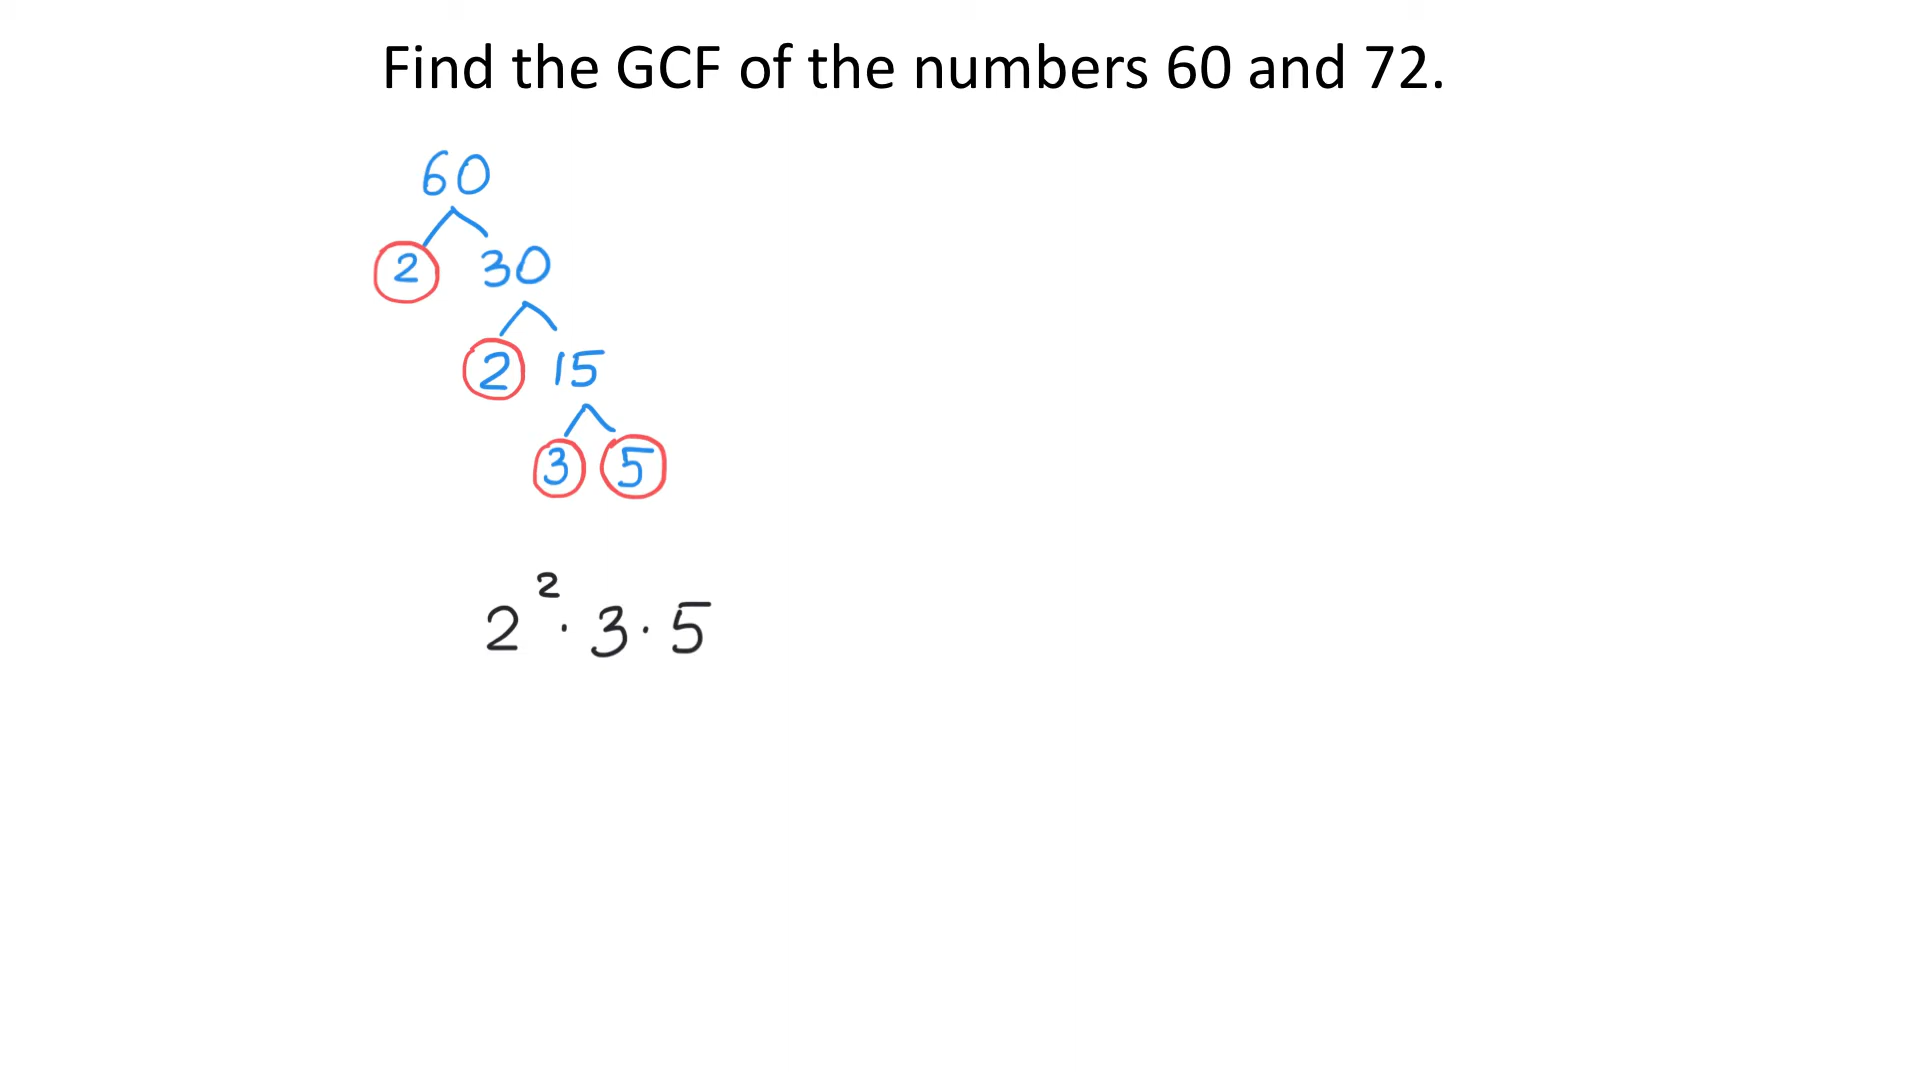 Find the GCF of the numbers 60 and 72.
60
2 30
2 15
3 5
2² · 3 · 5